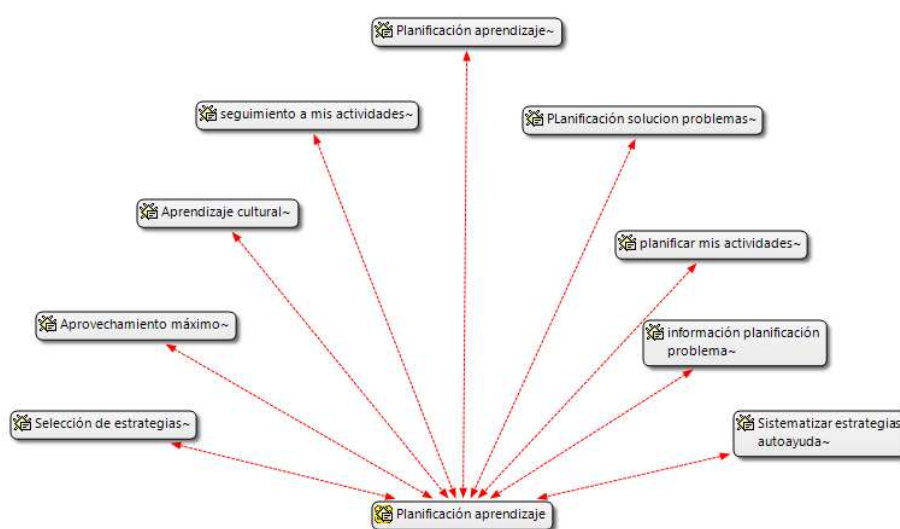 Planificación aprendizaje~
seguimiento a mis actividades~
PLanificación solucion problemas~
Aprendizaje cultural~
planificar mis actividades~
Aprovechamiento máximo~
información planificación
problema~
Selección de estrategias~
Sistematizar estrategias
autoayuda~
Planificación aprendizaje